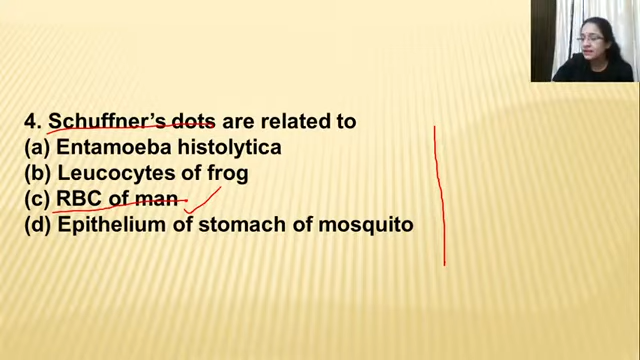 4. Schuffner's dots are related to
(a) Entamoeba histolytica
(b) Leucocytes of frog
(c) RBC of man
(d) Epithelium of stomach of mosquito